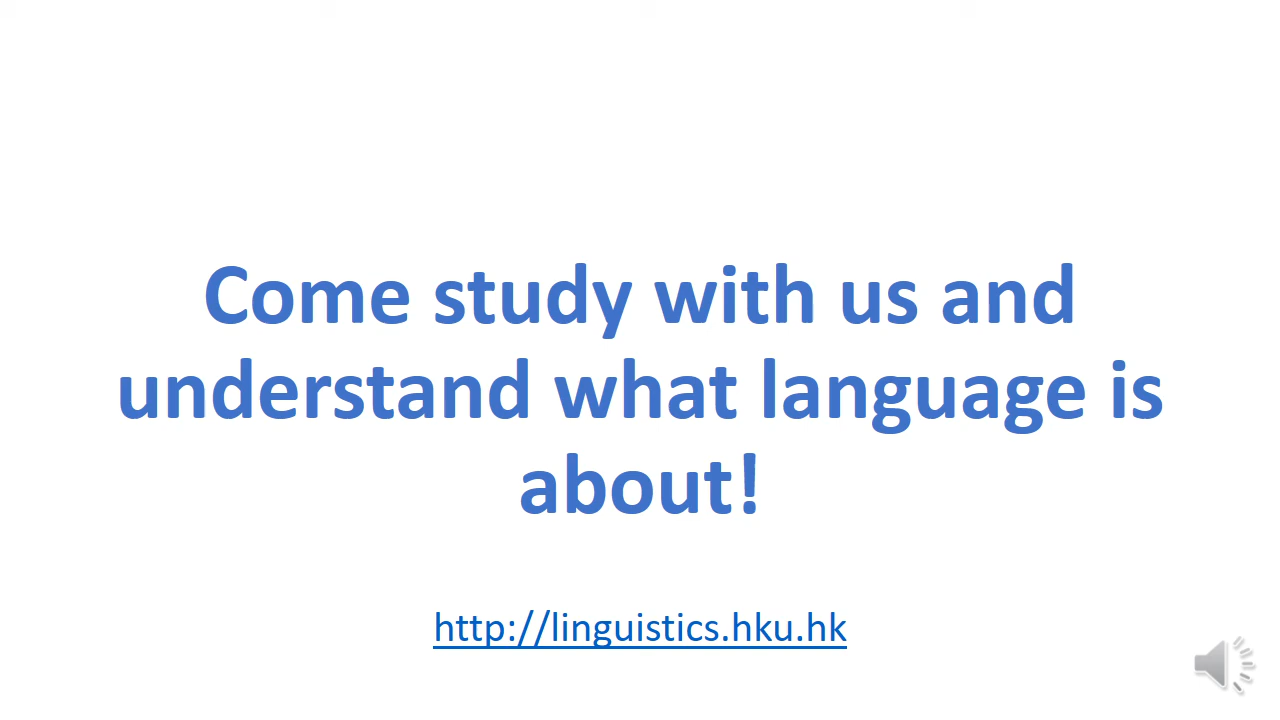 Come study with us and
understand what language is
about!
http://linguistics.hku.hk